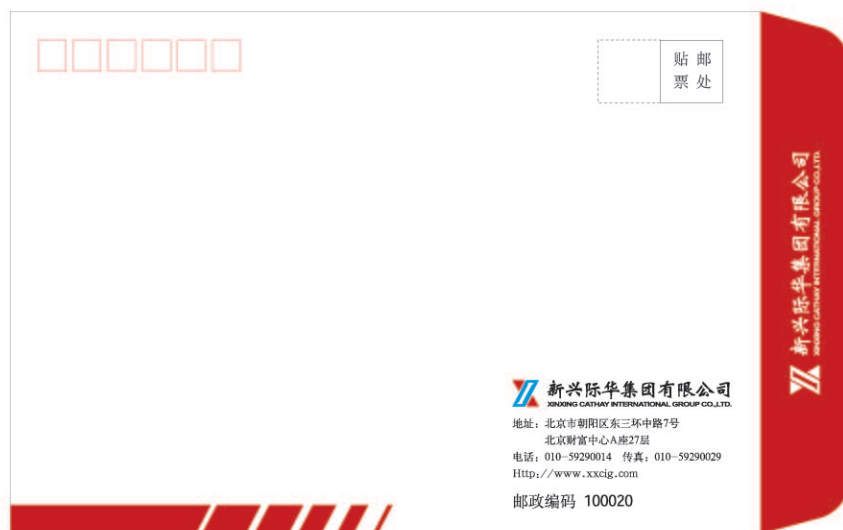 贴 邮
票 处
新兴际华集团有限公司
XINXING CATHAY INTERNATIONAL GROUP CO.,LTD.
新兴际华集团有限公司
XINXING CATHAY INTERNATIONAL GROUP CO.,LTD.
地址：北京市朝阳区东三环中路7号
北京财富中心A座27层
电话：010-59290014 传真：010-59290029
Http://www.xxcig.com
邮政编码 100020